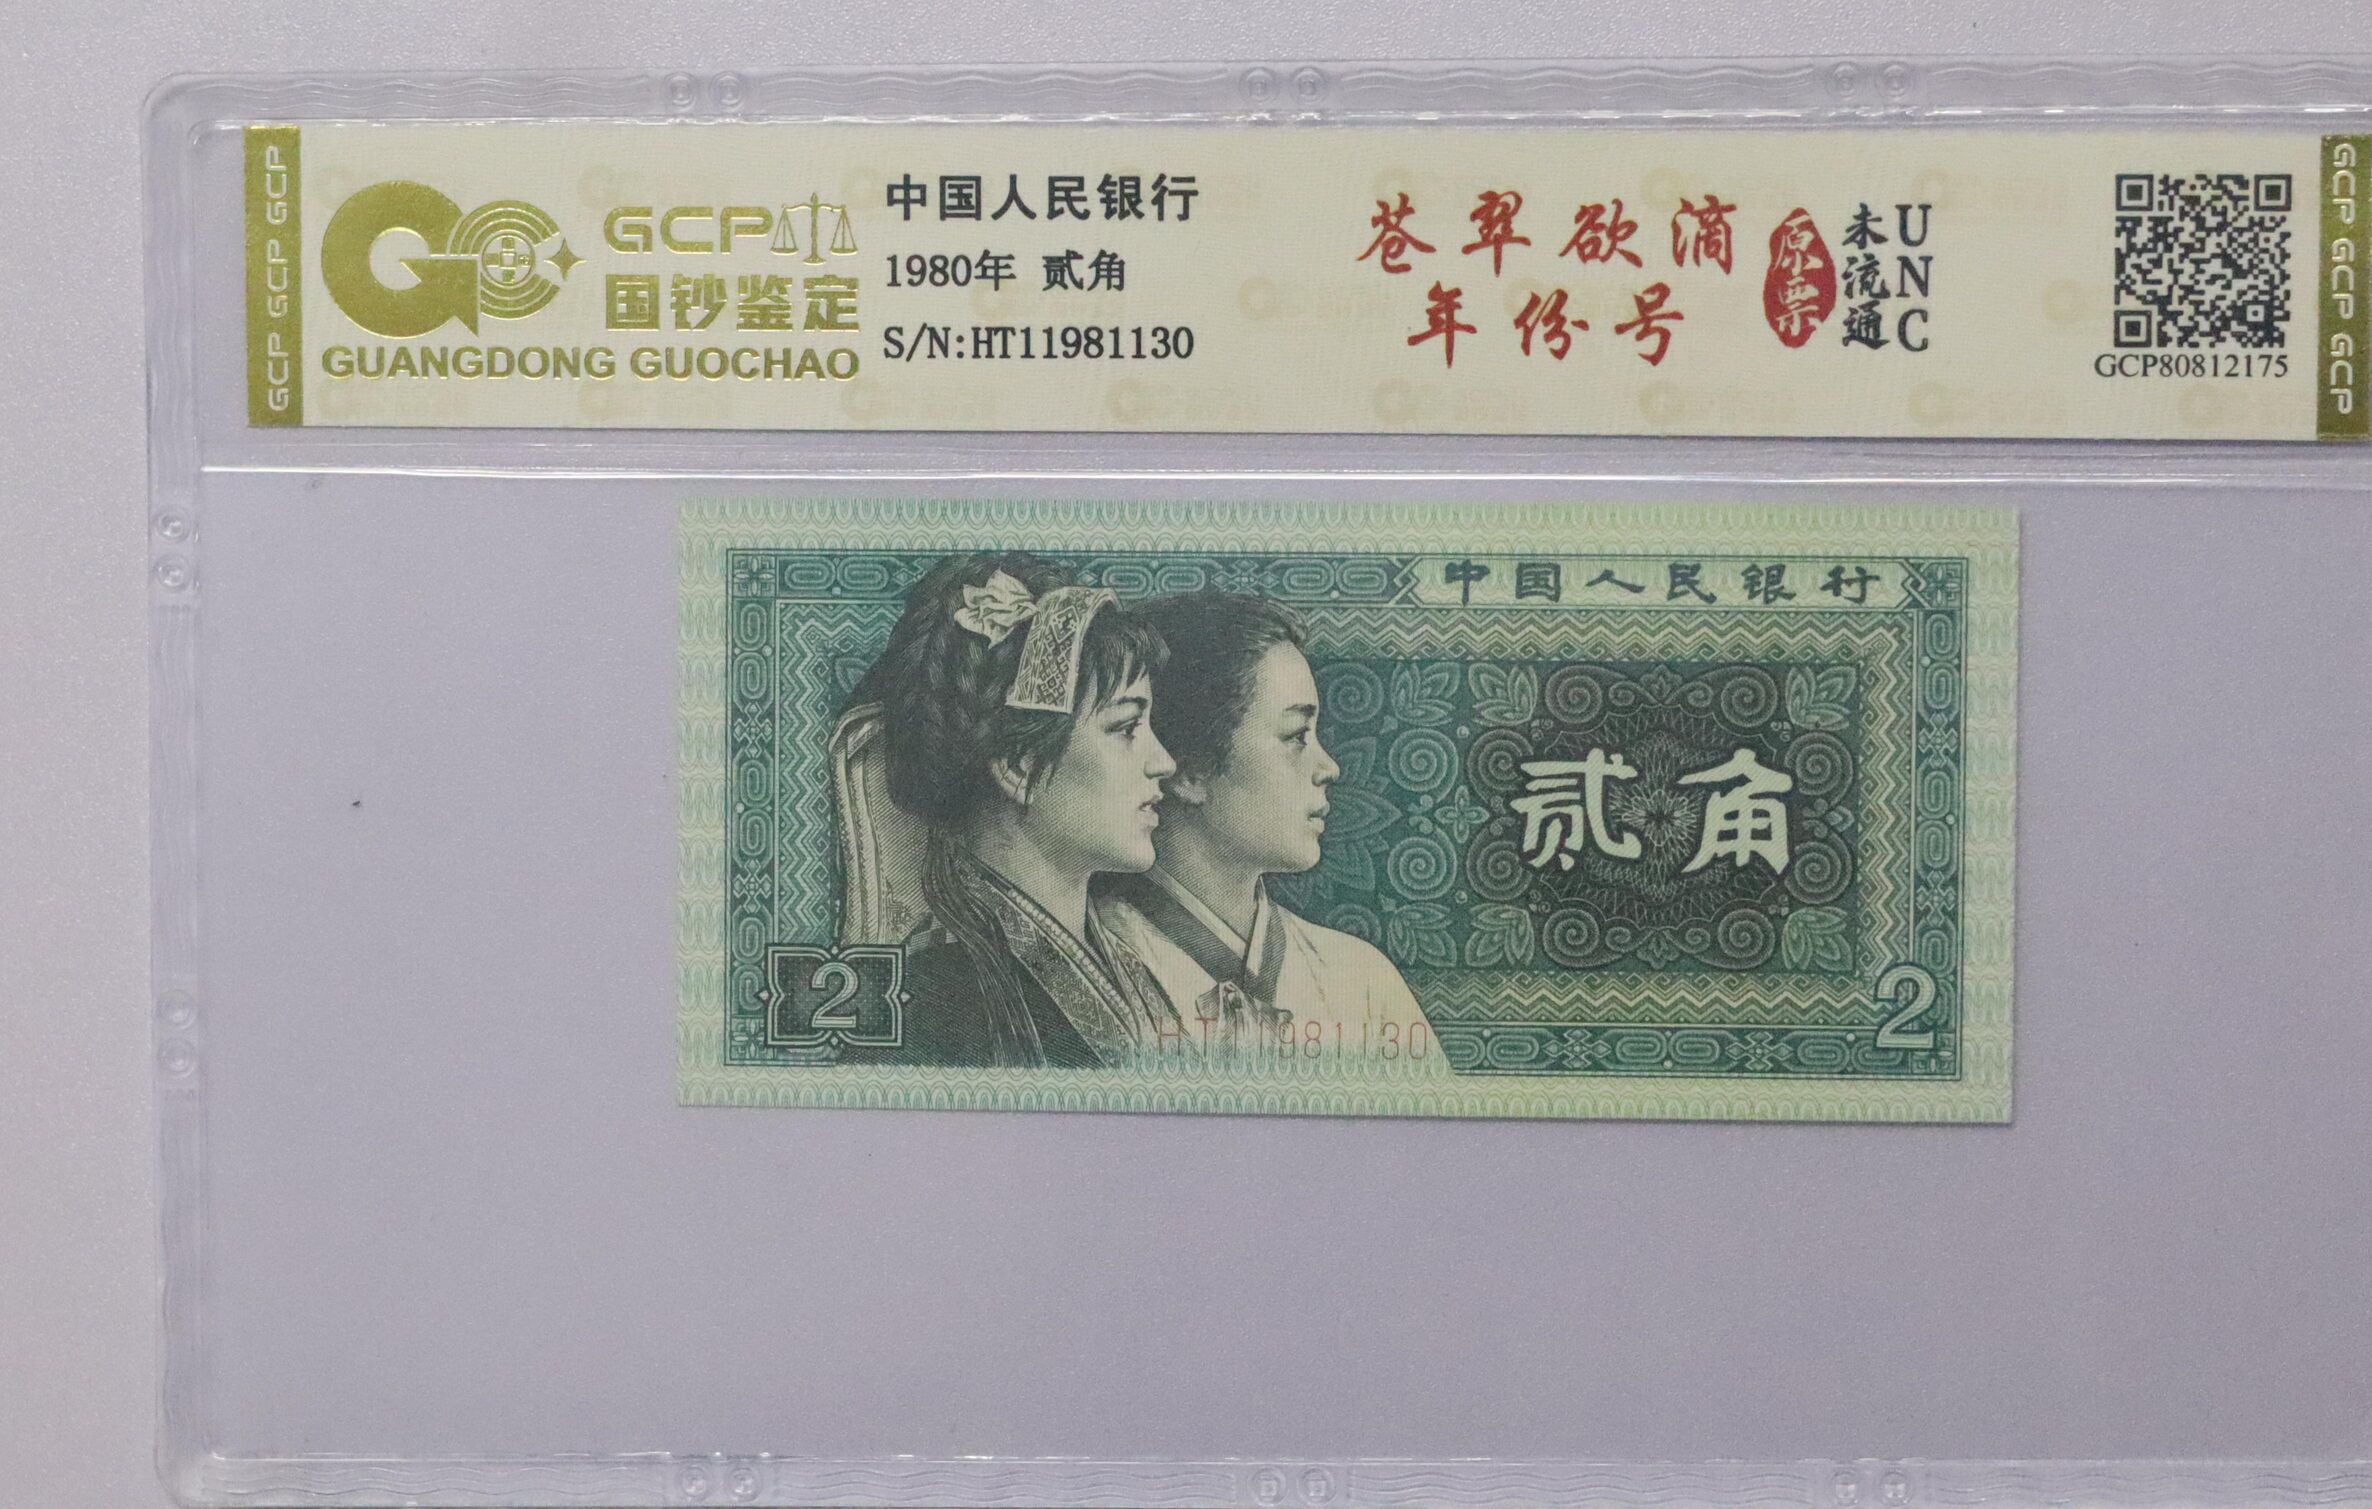 GCP GCP GCP
GCP
国钞鉴定
GUANGDONG GUOCHAO
中国人民银行
1980年 贰角
S/N:HT11981130
苍翠欲滴
年份号
原票
未流通
UNC
GCP80812175
GCP GCP GCP
中国人民银行
贰角
2
HT11981130
2